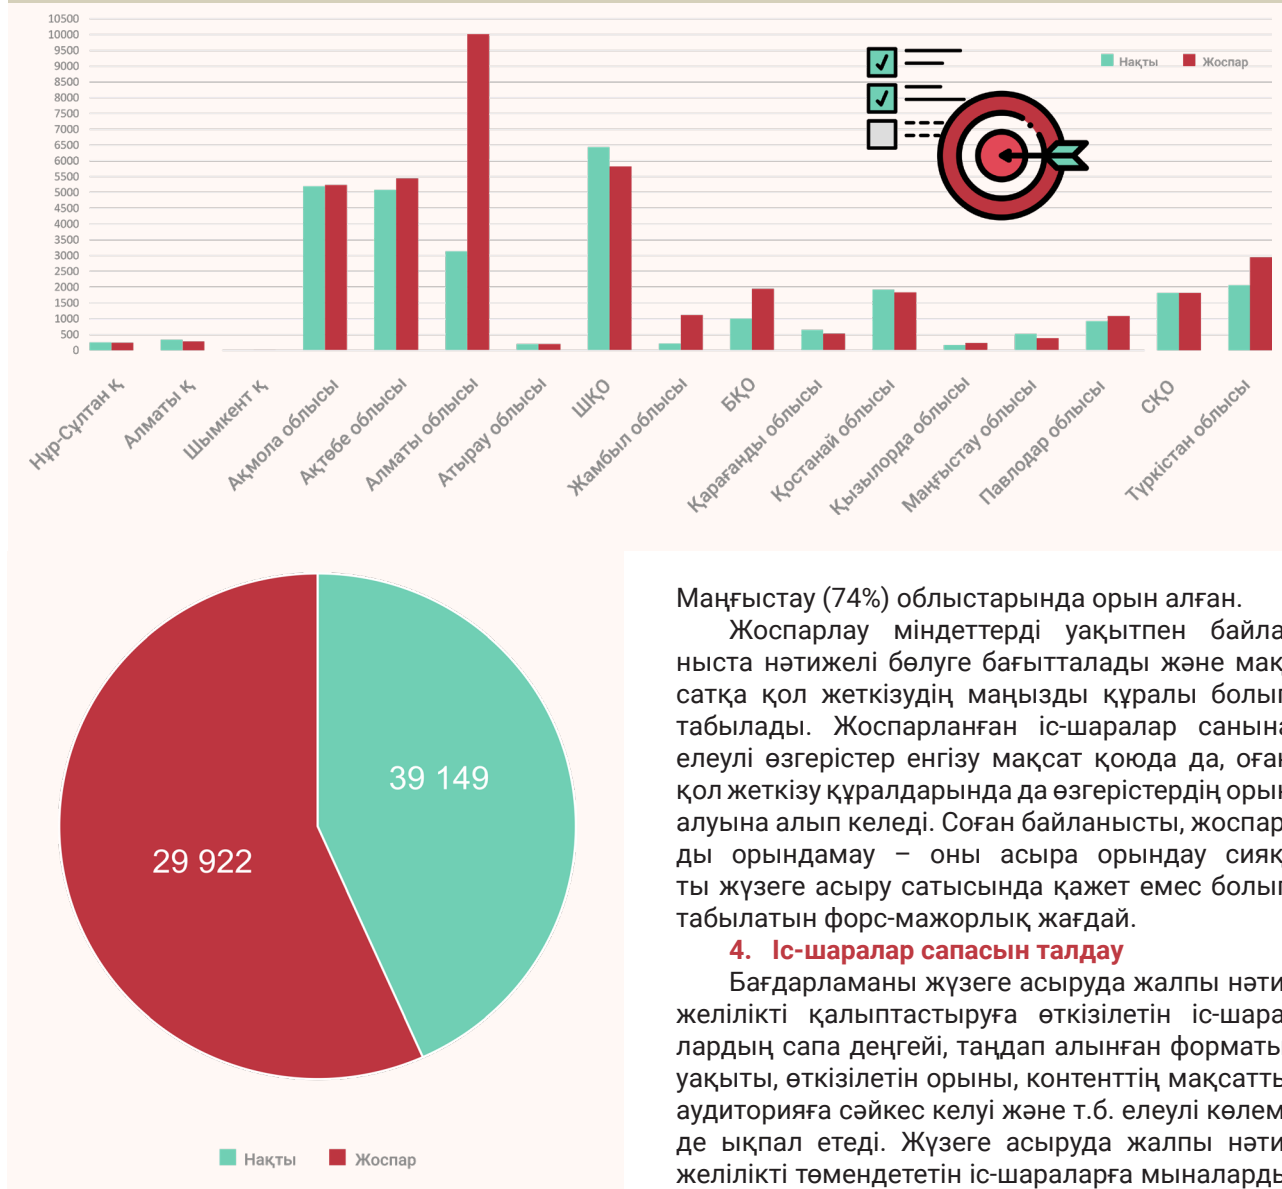 10500
10000
9500
9000
8500
8000
7500
7000
6500
6000
5500
5000
4500
4000
3500
3000
2500
2000
1500
1000
500
0
Нақты
Жоспар
Нұр-Сұлтан Қ
Алматы Қ
Шымкент Қ
Ақмола облысы
Ақтөбе облысы
Алматы облысы
Атырау облысы
ШҚО
Жамбыл облысы
БҚО
Қарағанды облысы
Қостанай облысы
Қызылорда облысы
Маңғыстау облысы
Павлодар облысы
СҚО
Түркістан облысы
39 149
29 922
Нақты
Жоспар
Маңғыстау (74%) облыстарында орын алған.
Жоспарлау міндеттерді уақытпен байла
ныста нәтижелі бөлуге бағытталады және мақ
сатқа қол жеткізудің маңызды құралы болып
табылады. Жоспарланған іс-шаралар санына
елеулі өзгерістер енгізу мақсат қоюда да, оған
қол жеткізу құралдарында да өзгерістердің орын
алуына алып келеді. Соған байланысты, жоспар
ды орындамау – оны асыра орындау сияқ
ты жүзеге асыру сатысында қажет емес болып
табылатын форс-мажорлық жағдай.
4. Іс-шаралар сапасын талдау
Бағдарламаны жүзеге асыруда жалпы нәти
желілікті қалыптастыруға өткізілетін іс-шара
лардың сапа деңгейі, таңдап алынған форматы
уақыты, өткізілетін орыны, контенттің мақсатты
аудиторияға сәйкес келуі және т.б. елеулі көлем
де ықпал етеді. Жүзеге асыруда жалпы нәти
желілікті төмендететін іс-шараларға мыналарды